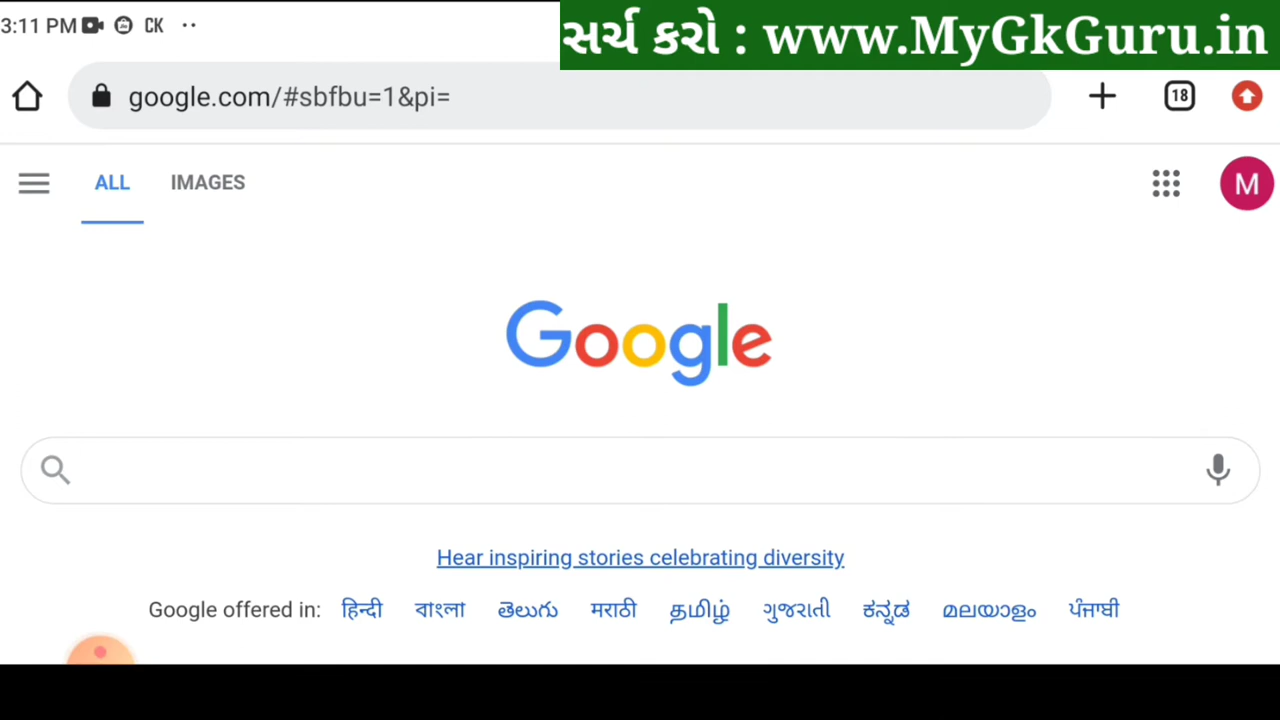 3:11 PM CK
સર્ચ કરો : www.MyGkGuru.in
google.com/#sbfbu=1&pi=
18
ALL IMAGES
M
Google
Hear inspiring stories celebrating diversity
Google offered in: हिन्दी বাংলা తెలుగు मराठी தமிழ் ગુજરાતી ಕನ್ನಡ മലയാളം ਪੰਜਾਬੀ